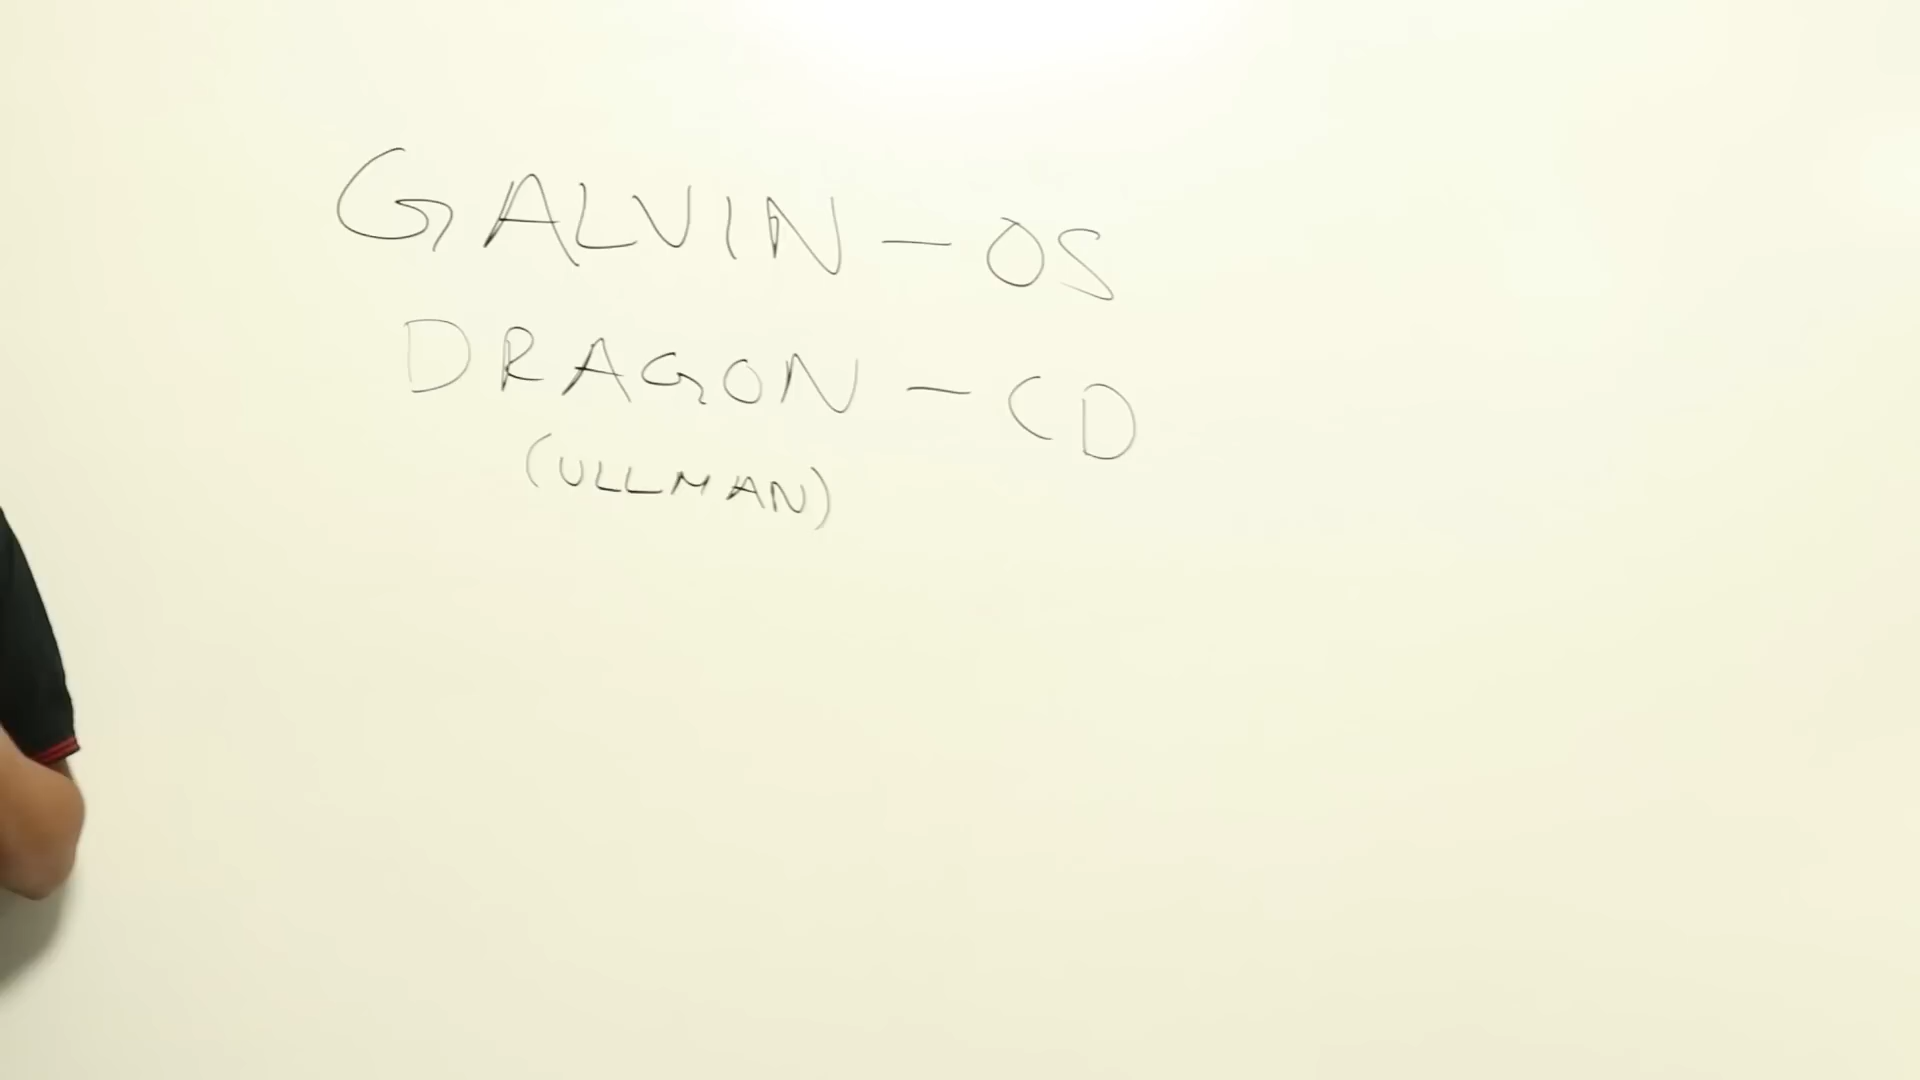 GALVIN - OS
DRAGON - CD
(ULLMAN)